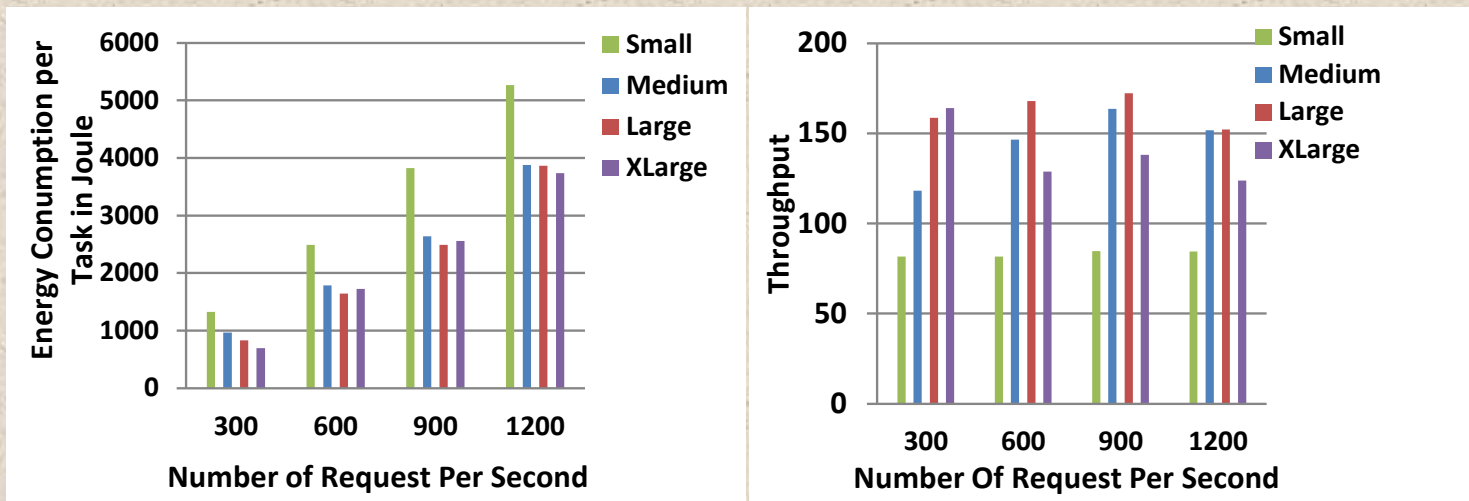 Energy Conumption per
Task in Joule
6000
5000
4000
3000
2000
1000
0
300 600 900 1200
Number of Request Per Second
Small
Medium
Large
XLarge
Throughput
200
150
100
50
0
300 600 900 1200
Number Of Request Per Second
Small
Medium
Large
XLarge